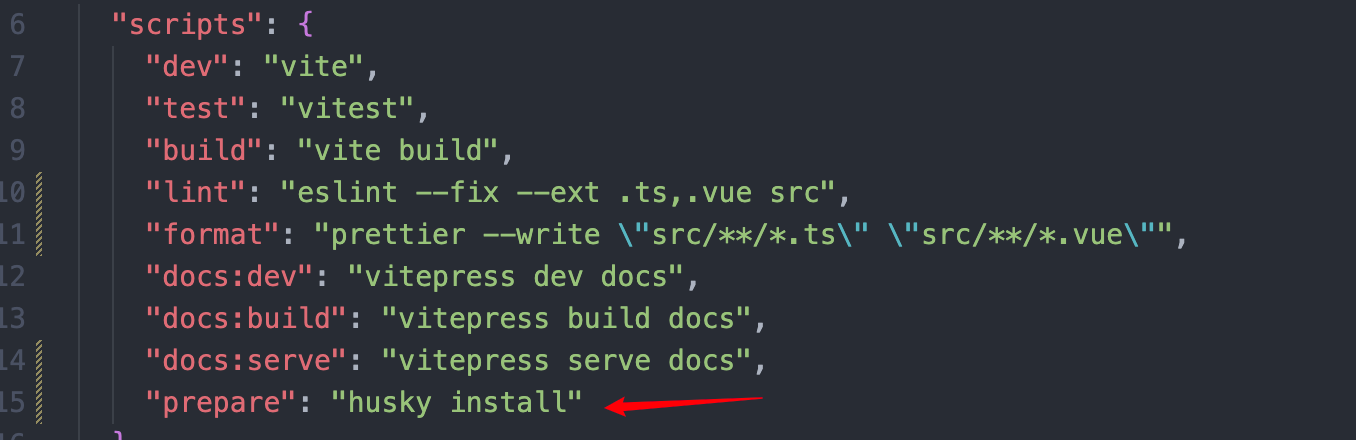 6 "scripts": {
7 "dev": "vite",
8 "test": "vitest",
9 "build": "vite build",
10 "lint": "eslint --fix --ext .ts,.vue src",
11 "format": "prettier --write \"src/**/*.ts\" \"src/**/*.vue\"",
12 "docs:dev": "vitepress dev docs",
13 "docs:build": "vitepress build docs",
14 "docs:serve": "vitepress serve docs",
15 "prepare": "husky install"
16 }